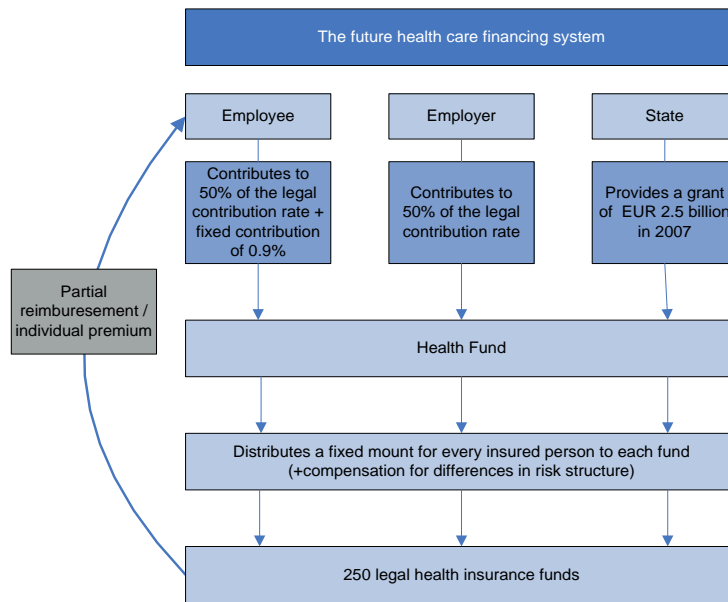 The future health care financing system
Employee
Employer
State
Contributes to
50% of the legal
contribution rate +
fixed contribution
of 0.9%
Contributes to
50% of the legal
contribution rate
Provides a grant
of EUR 2.5 billion
in 2007
Partial
reimburesement /
individual premium
Health Fund
Distributes a fixed mount for every insured person to each fund
(+compensation for differences in risk structure)
250 legal health insurance funds